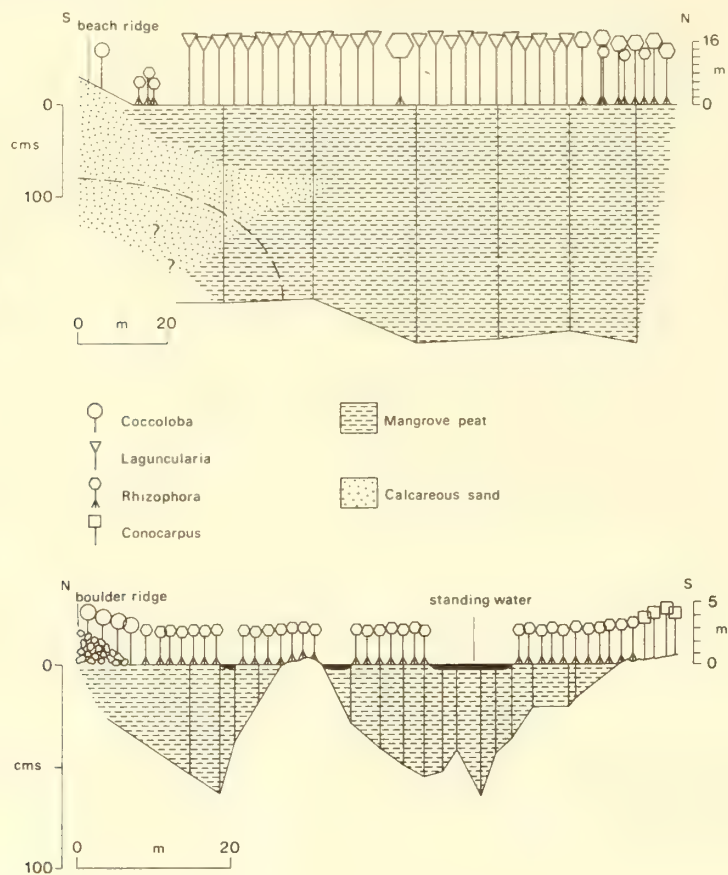 S beach ridge N
16
m
0 0
cms
100
? 
?
0 m 20
Coccoloba Mangrove peat
Laguncularia
Rhizophora Calcareous sand
Conocarpus
N boulder ridge standing water S
5
m
0 0
cms
100
0 m 20